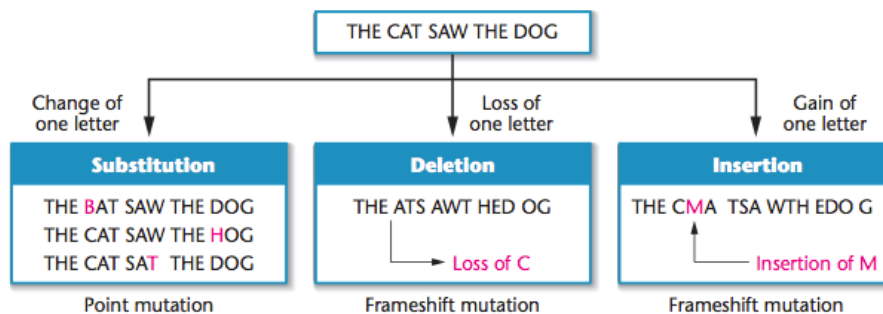 THE CAT SAW THE DOG
Change of
one letter
Loss of
one letter
Gain of
one letter
Substitution
THE BAT SAW THE DOG
THE CAT SAW THE HOG
THE CAT SAT THE DOG
Point mutation
Deletion
THE ATS AWT HED OG
Loss of C
Frameshift mutation
Insertion
THE CMA TSA WTH EDO G
Insertion of M
Frameshift mutation